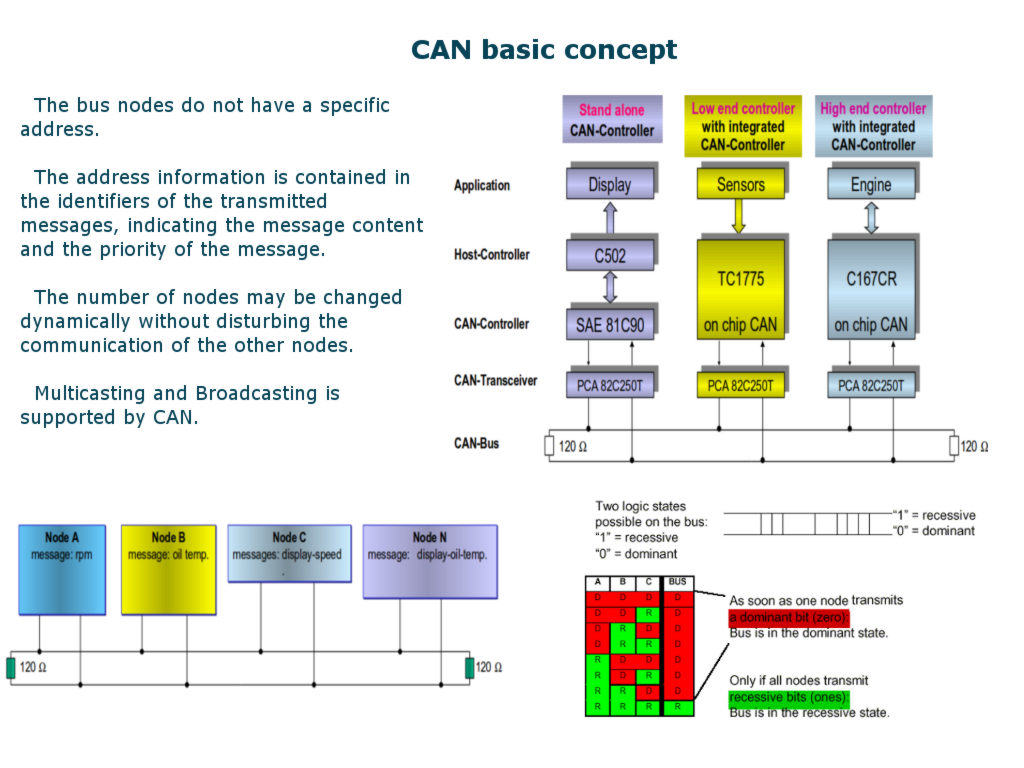 CAN basic concept
The bus nodes do not have a specific
address.
The address information is contained in
the identifiers of the transmitted
messages, indicating the message content
and the priority of the message.
The number of nodes may be changed
dynamically without disturbing the
communication of the other nodes.
Multicasting and Broadcasting is
supported by CAN.
Stand alone
CAN-Controller
Low end controller
with integrated
CAN-Controller
High end controller
with integrated
CAN-Controller
Application
Display
Sensors
Engine
Host-Controller
C502
TC1775
C167CR
CAN-Controller
SAE 81C90
on chip CAN
on chip CAN
CAN-Transceiver
PCA 82C250T
PCA 82C250T
PCA 82C250T
CAN-Bus
120 Ω
120 Ω
Node A
message: rpm
Node B
message: oil temp.
Node C
messages: display-speed
.
Node N
message: display-oil-temp.
120 Ω
120 Ω
Two logic states
possible on the bus:
“1” = recessive
“0” = dominant
“1” = recessive
“0” = dominant
A B C BUS
D D D D
D D R D
D R D D
D R R D
R D D D
R D R D
R R D D
R R R R
As soon as one node transmits
a dominant bit (zero):
Bus is in the dominant state.
Only if all nodes transmit
recessive bits (ones):
Bus is in the recessive state.